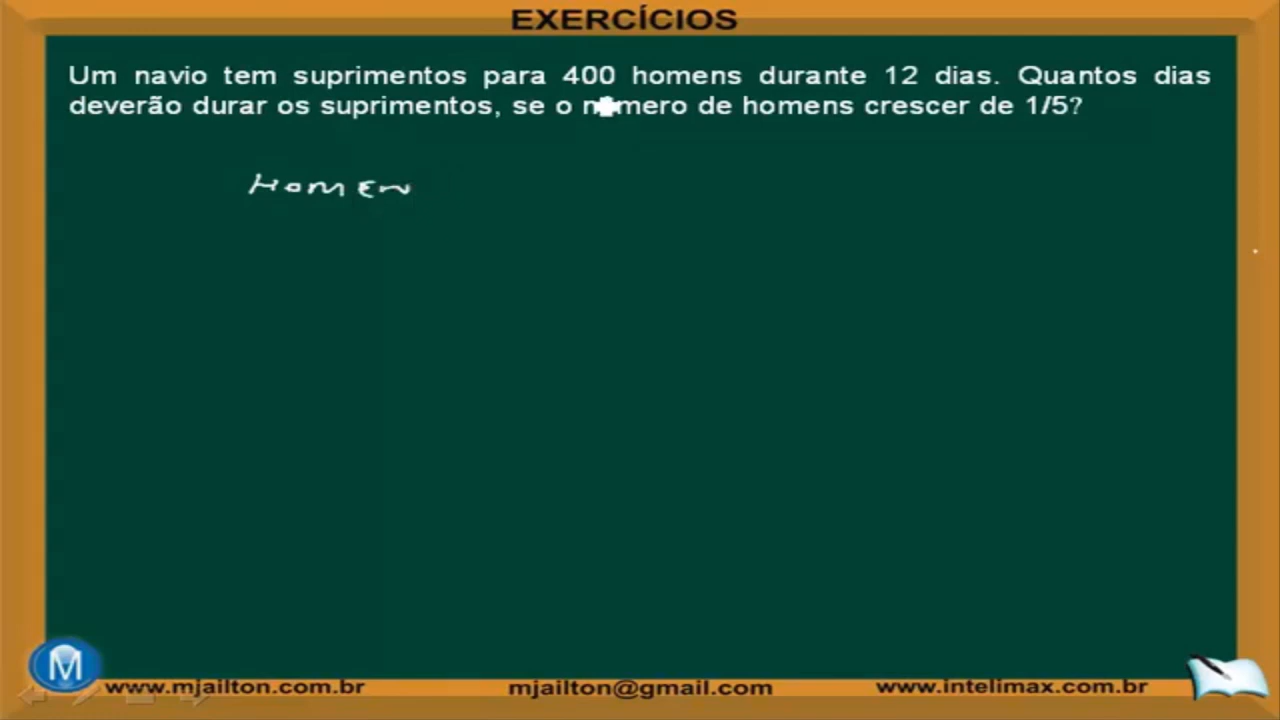 EXERCÍCIOS
Um navio tem suprimentos para 400 homens durante 12 dias. Quantos dias
deverão durar os suprimentos, se o número de homens crescer de 1/5?
HOMEN
M
www.mjailton.com.br mjailton@gmail.com www.intelimax.com.br